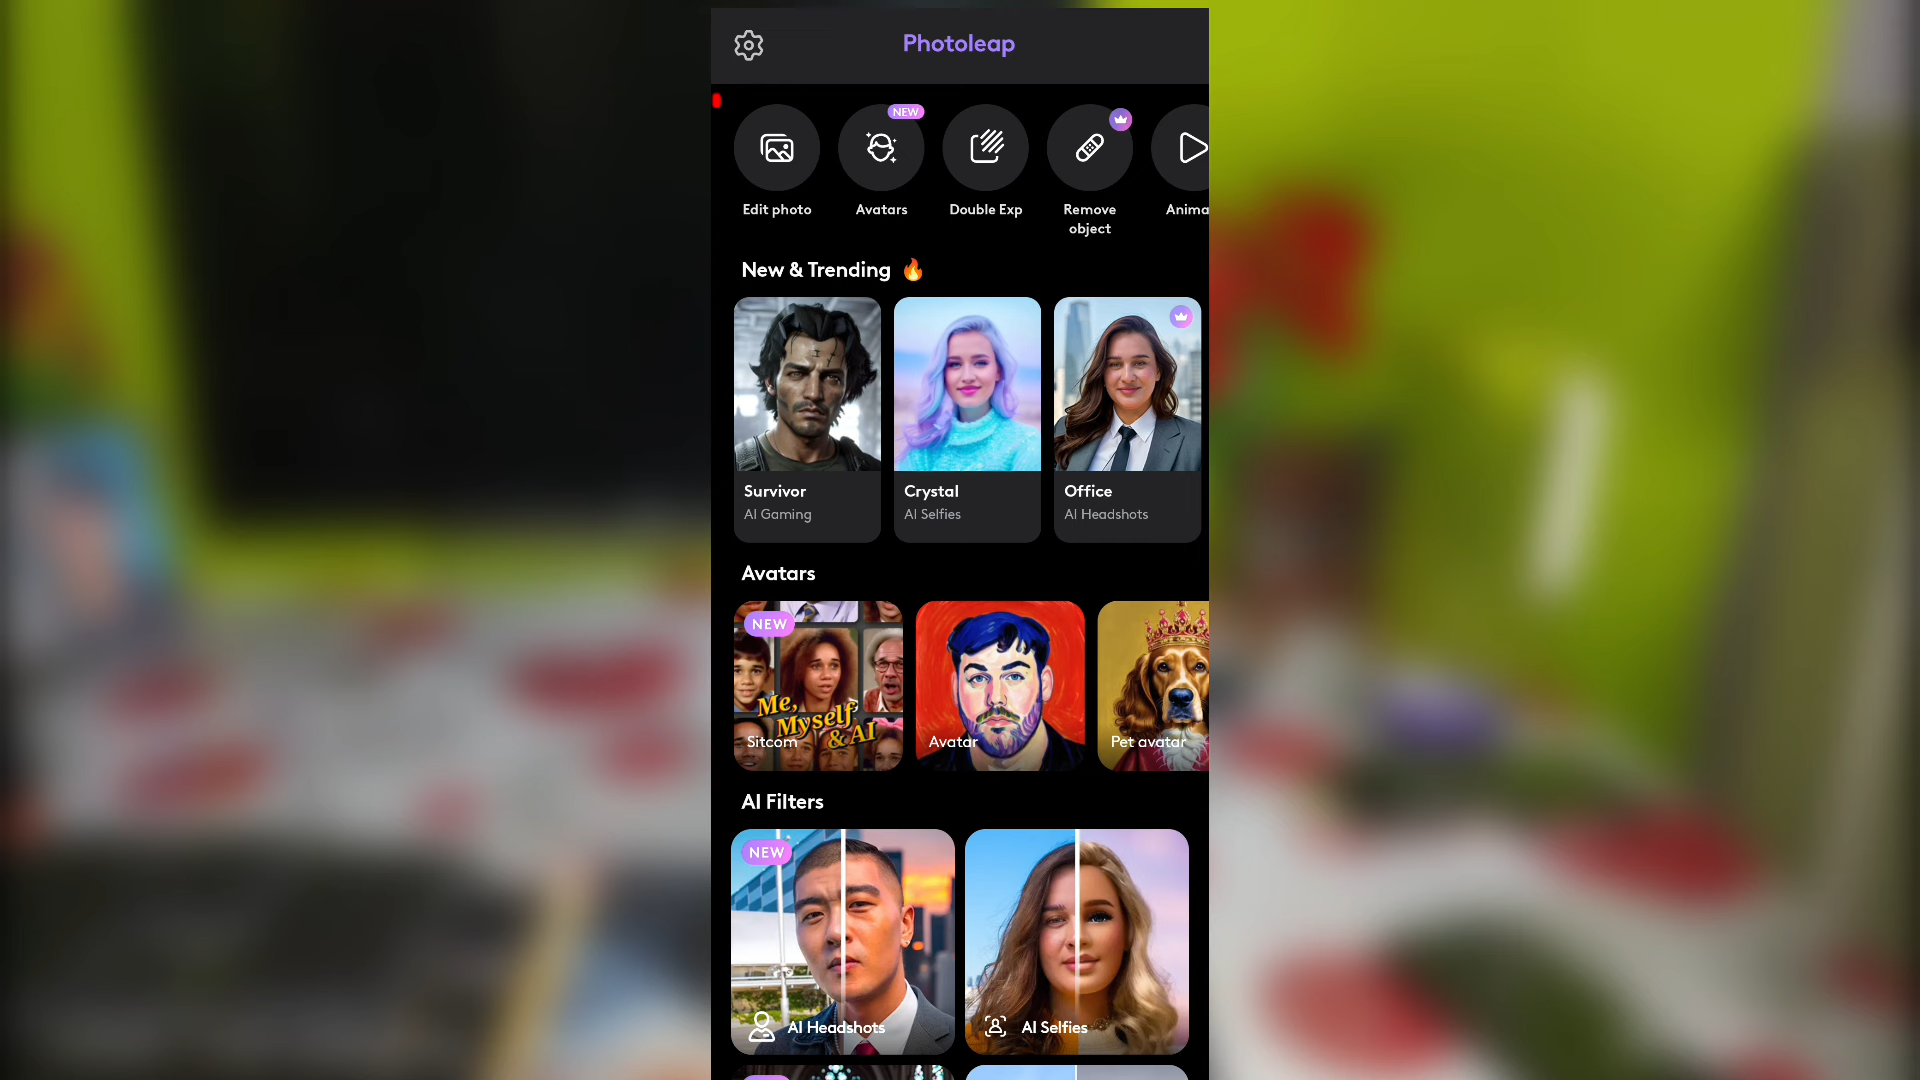 Photoleap
NEW
Edit photo
Avatars
Double Exp
Remove
object
Anima
New & Trending 🔥
Survivor
AI Gaming
Crystal
AI Selfies
Office
AI Headshots
Avatars
NEW
Me,
Myself
& AI
Sitcom
Avatar
Pet avatar
AI Filters
NEW
AI Headshots
AI Selfies